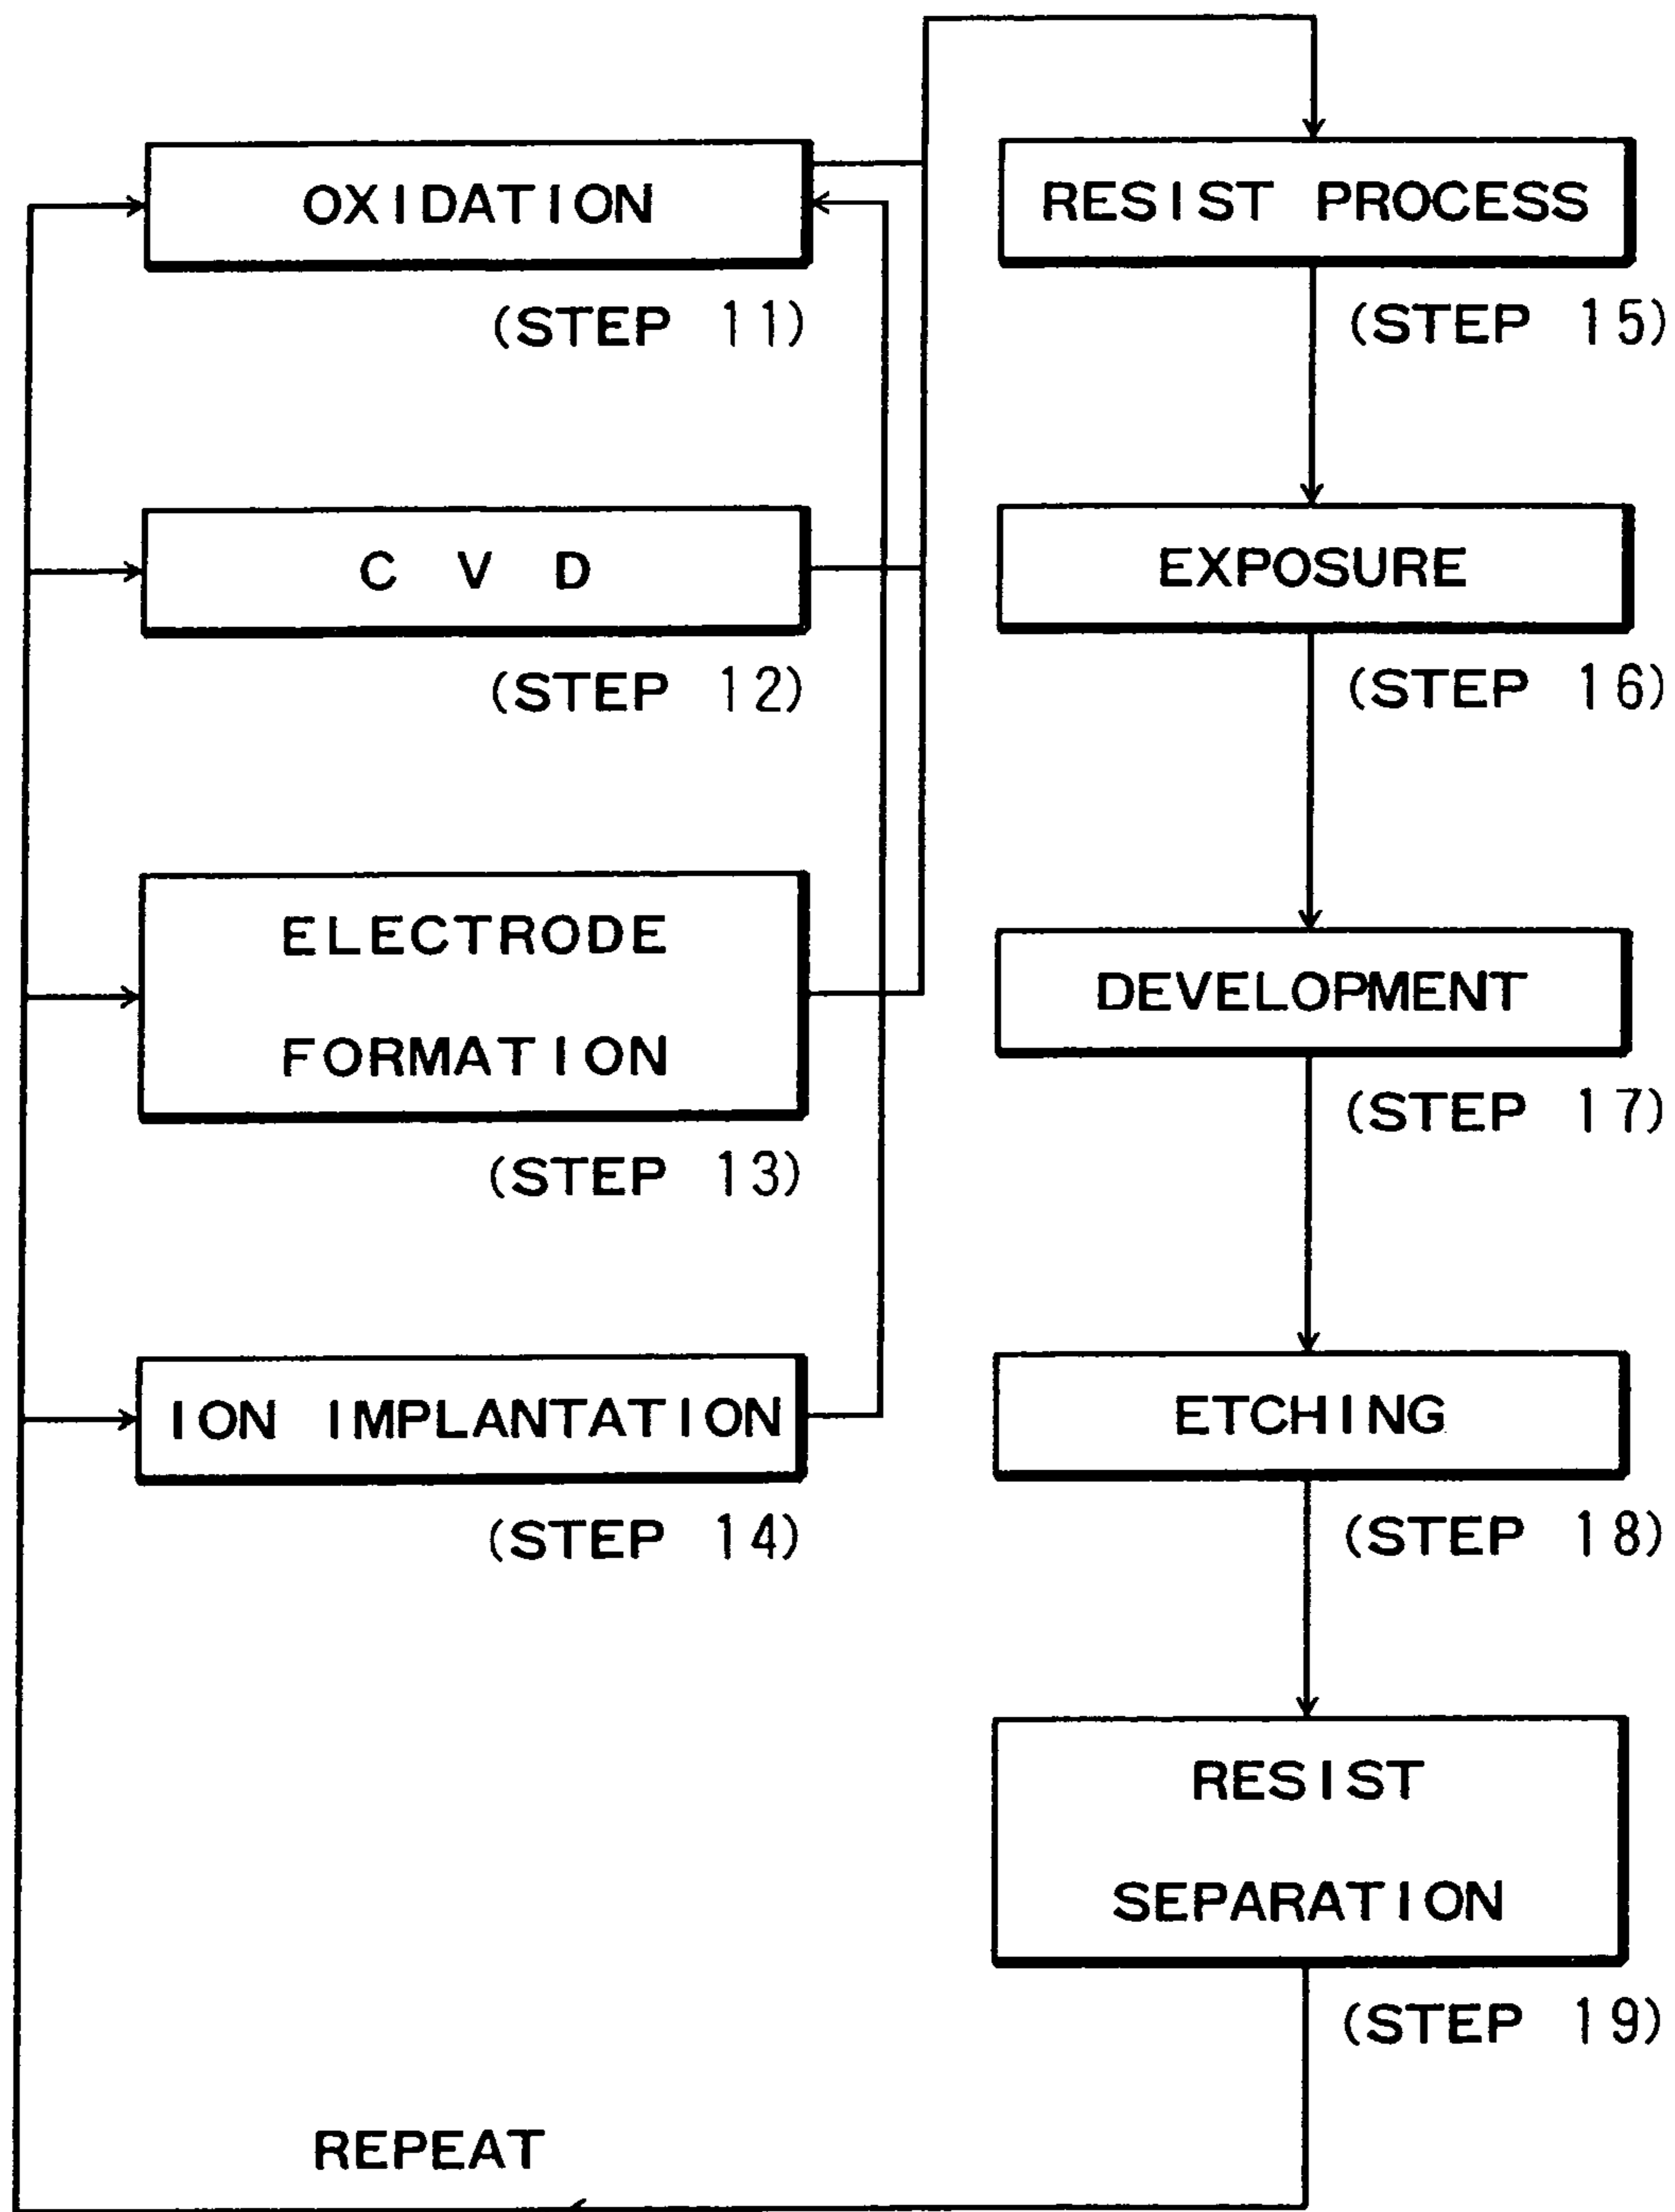 OXIDATION
(STEP 11)
C V D
(STEP 12)
ELECTRODE
FORMATION
(STEP 13)
ION IMPLANTATION
(STEP 14)
RESIST PROCESS
(STEP 15)
EXPOSURE
(STEP 16)
DEVELOPMENT
(STEP 17)
ETCHING
(STEP 18)
RESIST
SEPARATION
(STEP 19)
REPEAT